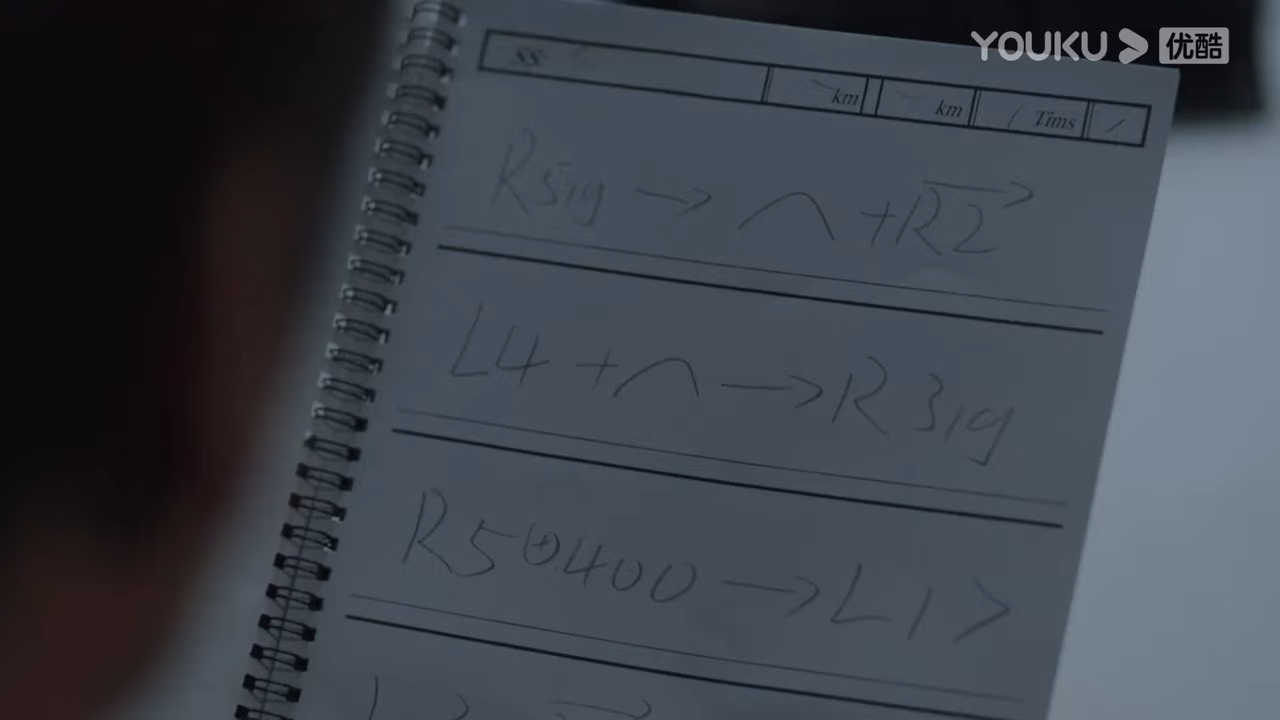 YOUKU 优酷
SS km km Tims
R5ig → ⌒ + R2→
L4 + ⌒ → R3ig
R5⊕400 → L1 >